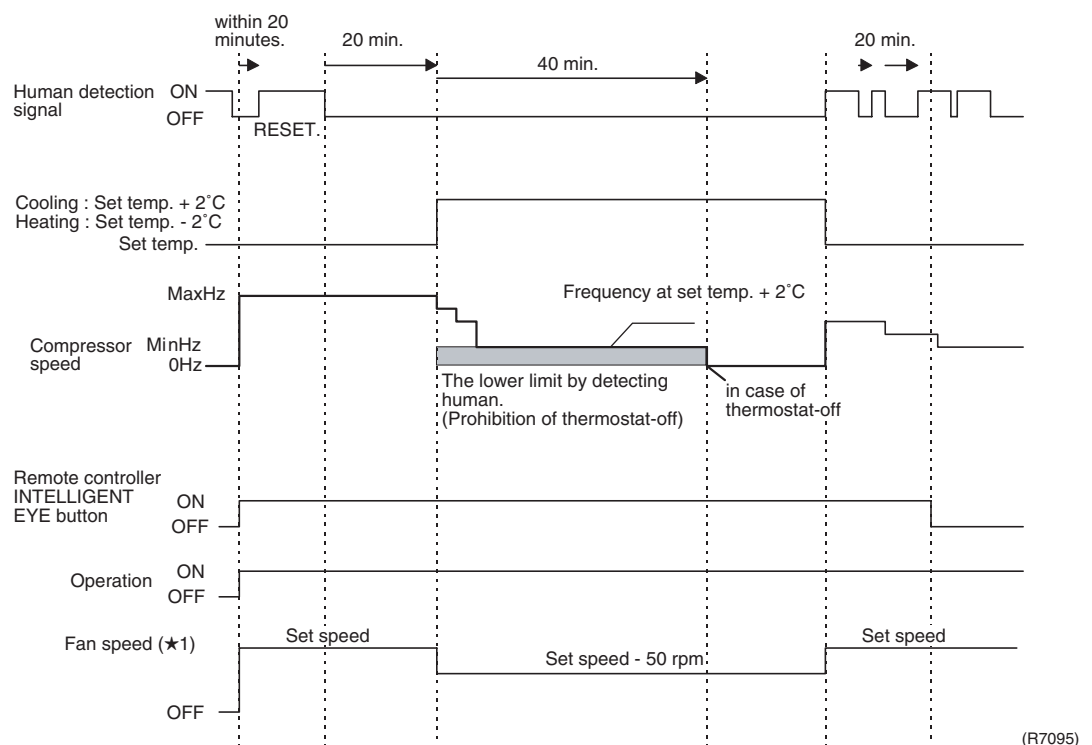 within 20
minutes.
20 min.
40 min.
20 min.
Human detection
signal
ON
OFF
RESET.
Cooling : Set temp. + 2˚C
Heating : Set temp. - 2˚C
Set temp.
MaxHz
Frequency at set temp. + 2˚C
Compressor
speed
MinHz
0Hz
The lower limit by detecting
human.
(Prohibition of thermostat-off)
in case of
thermostat-off
Remote controller
INTELLIGENT
EYE button
ON
OFF
Operation
ON
OFF
Fan speed (★1)
Set speed
Set speed - 50 rpm
Set speed
OFF
(R7095)